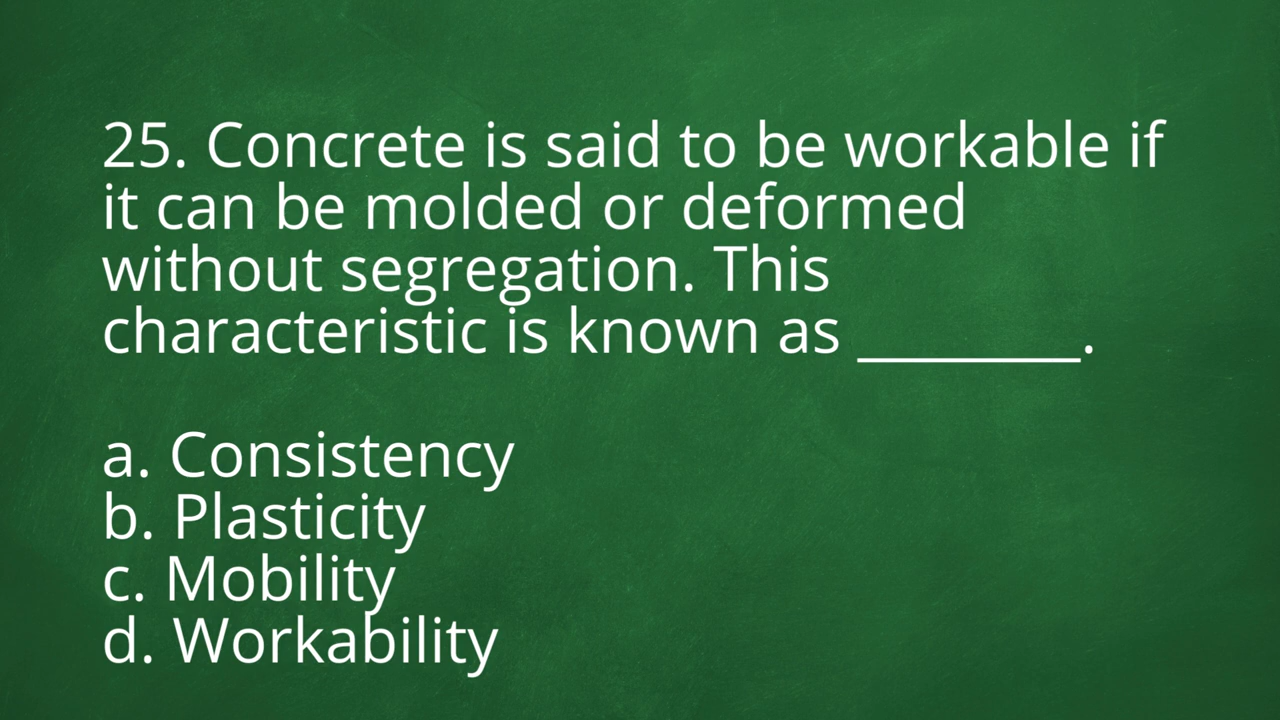 25. Concrete is said to be workable if
it can be molded or deformed
without segregation. This
characteristic is known as ________.
a. Consistency
b. Plasticity
c. Mobility
d. Workability